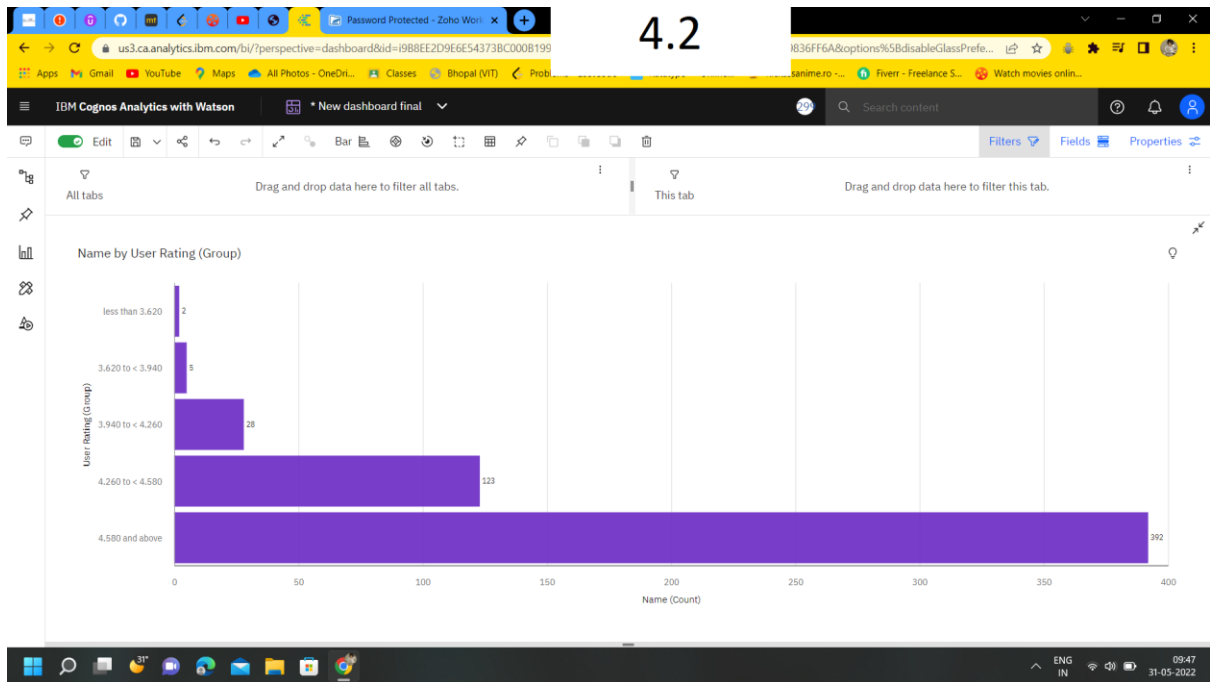 Password Protected - Zoho Work
4.2
us3.ca.analytics.ibm.com/bi/?perspective=dashboard&id=i9B8EE2D9E6E54373BC000B199
836FF6A&options%5BdisableGlassPrefe...
Apps Gmail YouTube Maps All Photos - OneDri... Classes Bhopal (VIT) Fiverr - Freelance S... Watch movies onlin...
IBM Cognos Analytics with Watson * New dashboard final 299 Search content
Edit Bar Filters Fields Properties
All tabs Drag and drop data here to filter all tabs. This tab Drag and drop data here to filter this tab.
Name by User Rating (Group)
User Rating (Group)
less than 3.620 2
3.620 to < 3.940 5
3.940 to < 4.260 28
4.260 to < 4.580 123
4.580 and above 392
0 50 100 150 200 250 300 350 400
Name (Count)
31°
ENG 09:47
IN 31-05-2022